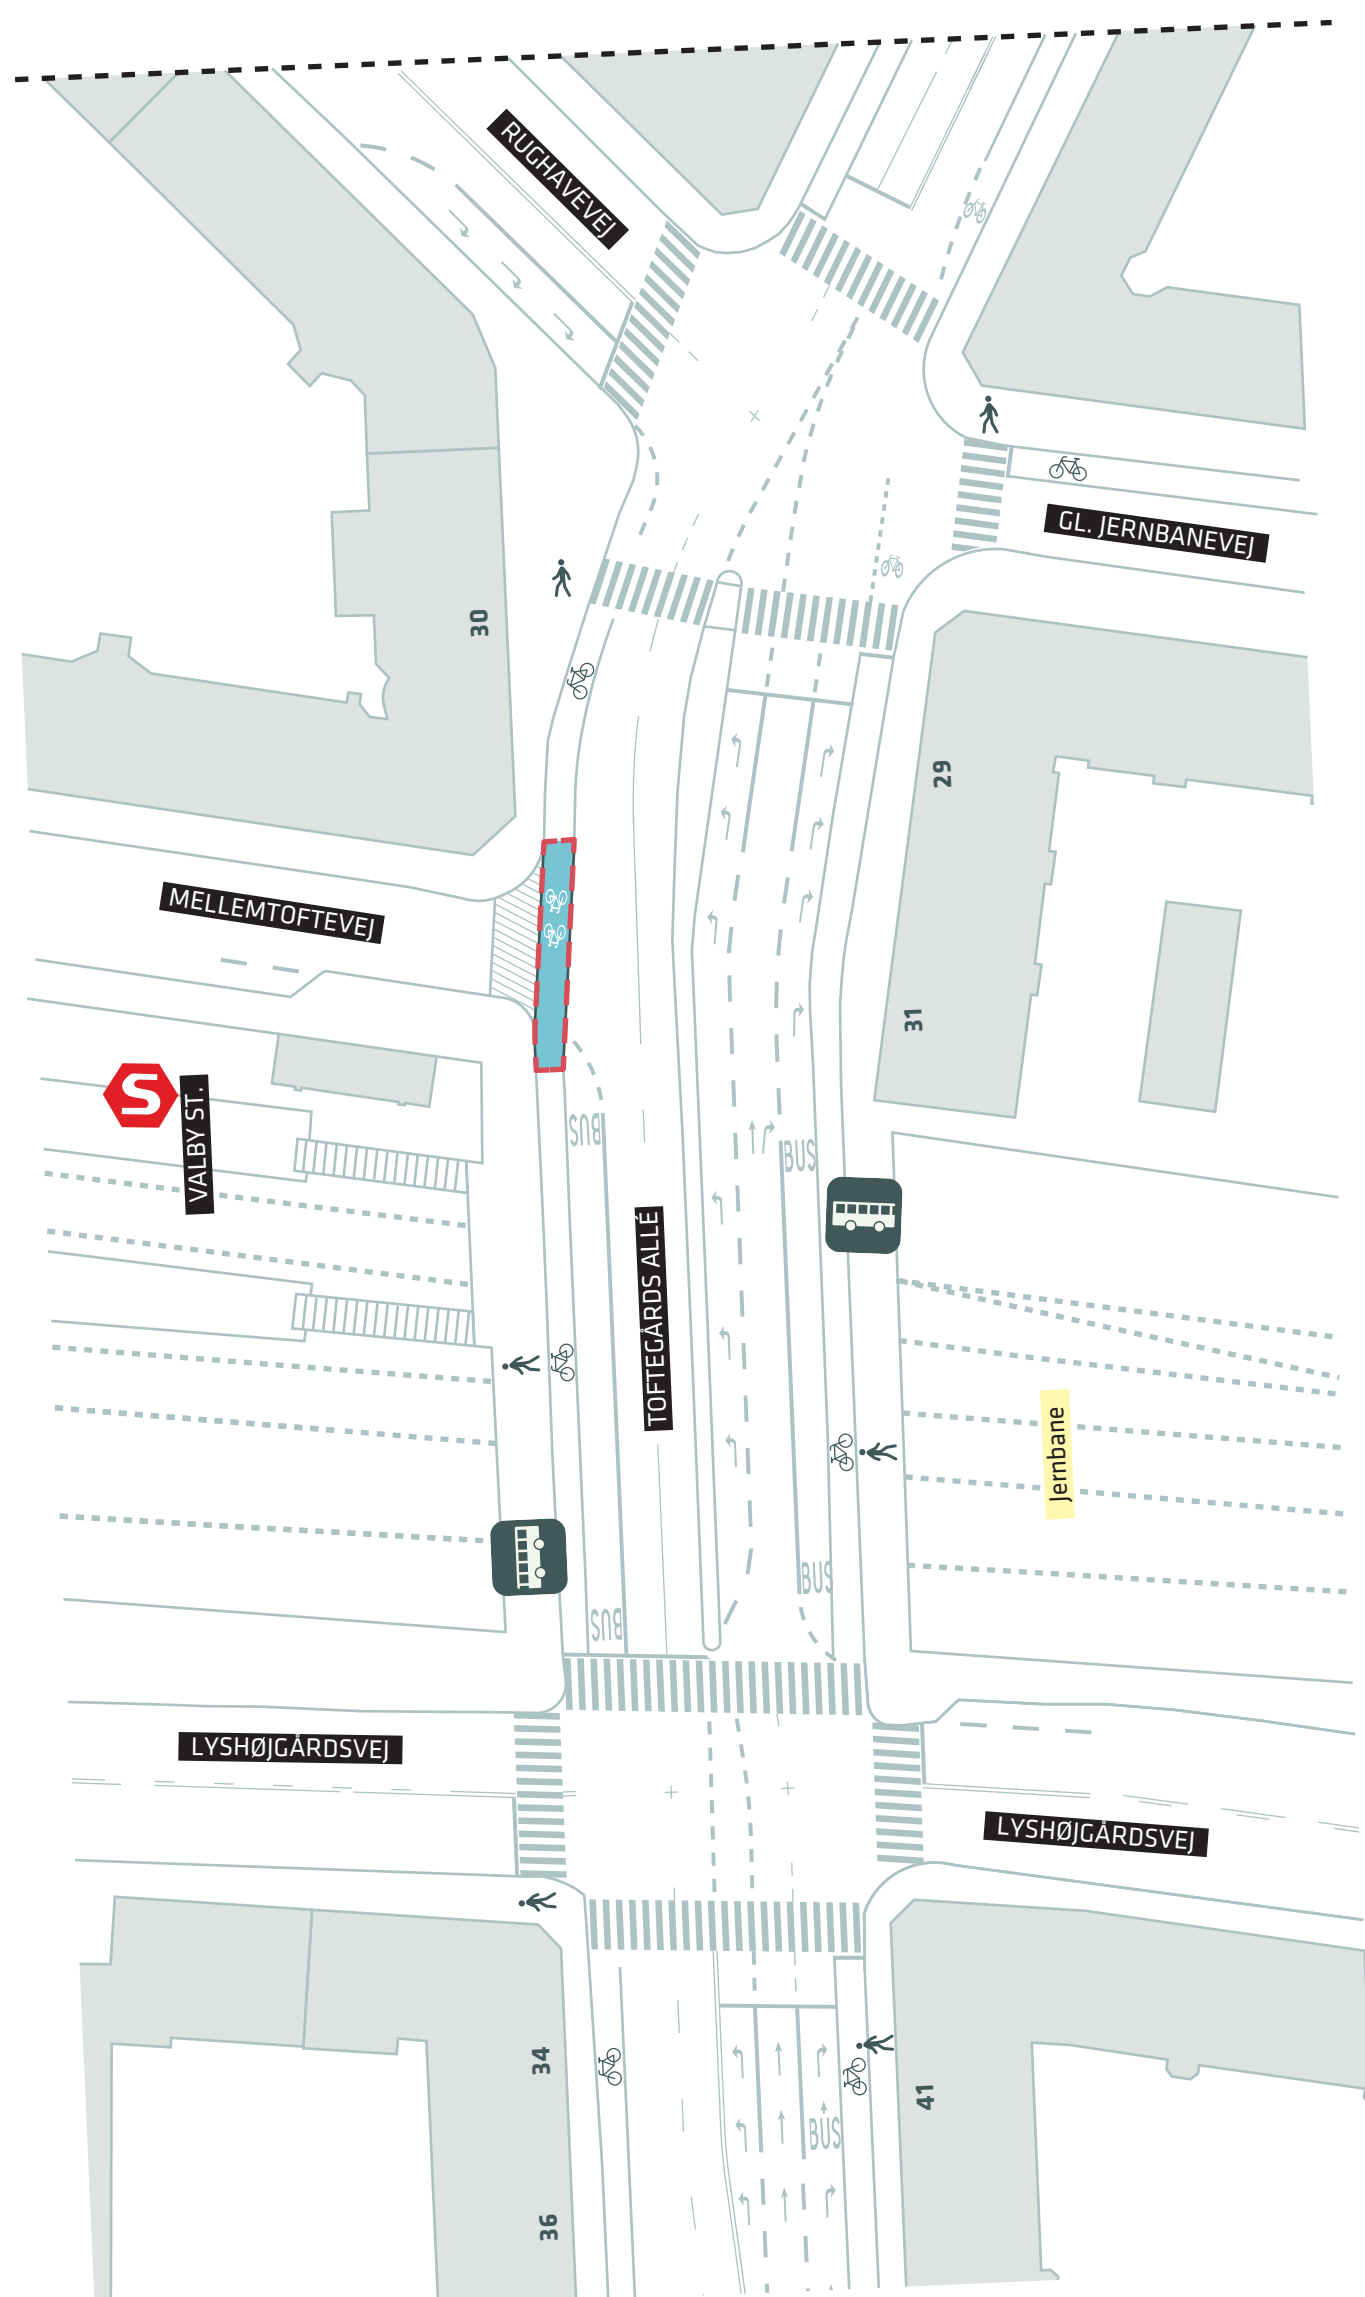 RUGHAVEVEJ
GL. JERNBANEVEJ
30
29
MELLEMTOFTEVEJ
31
S
VALBY ST.
BUS
BUS
TOFTEGÅRDS ALLÉ
Jernbane
BUS
BUS
LYSHØJGÅRDSVEJ
LYSHØJGÅRDSVEJ
34
41
BUS
36